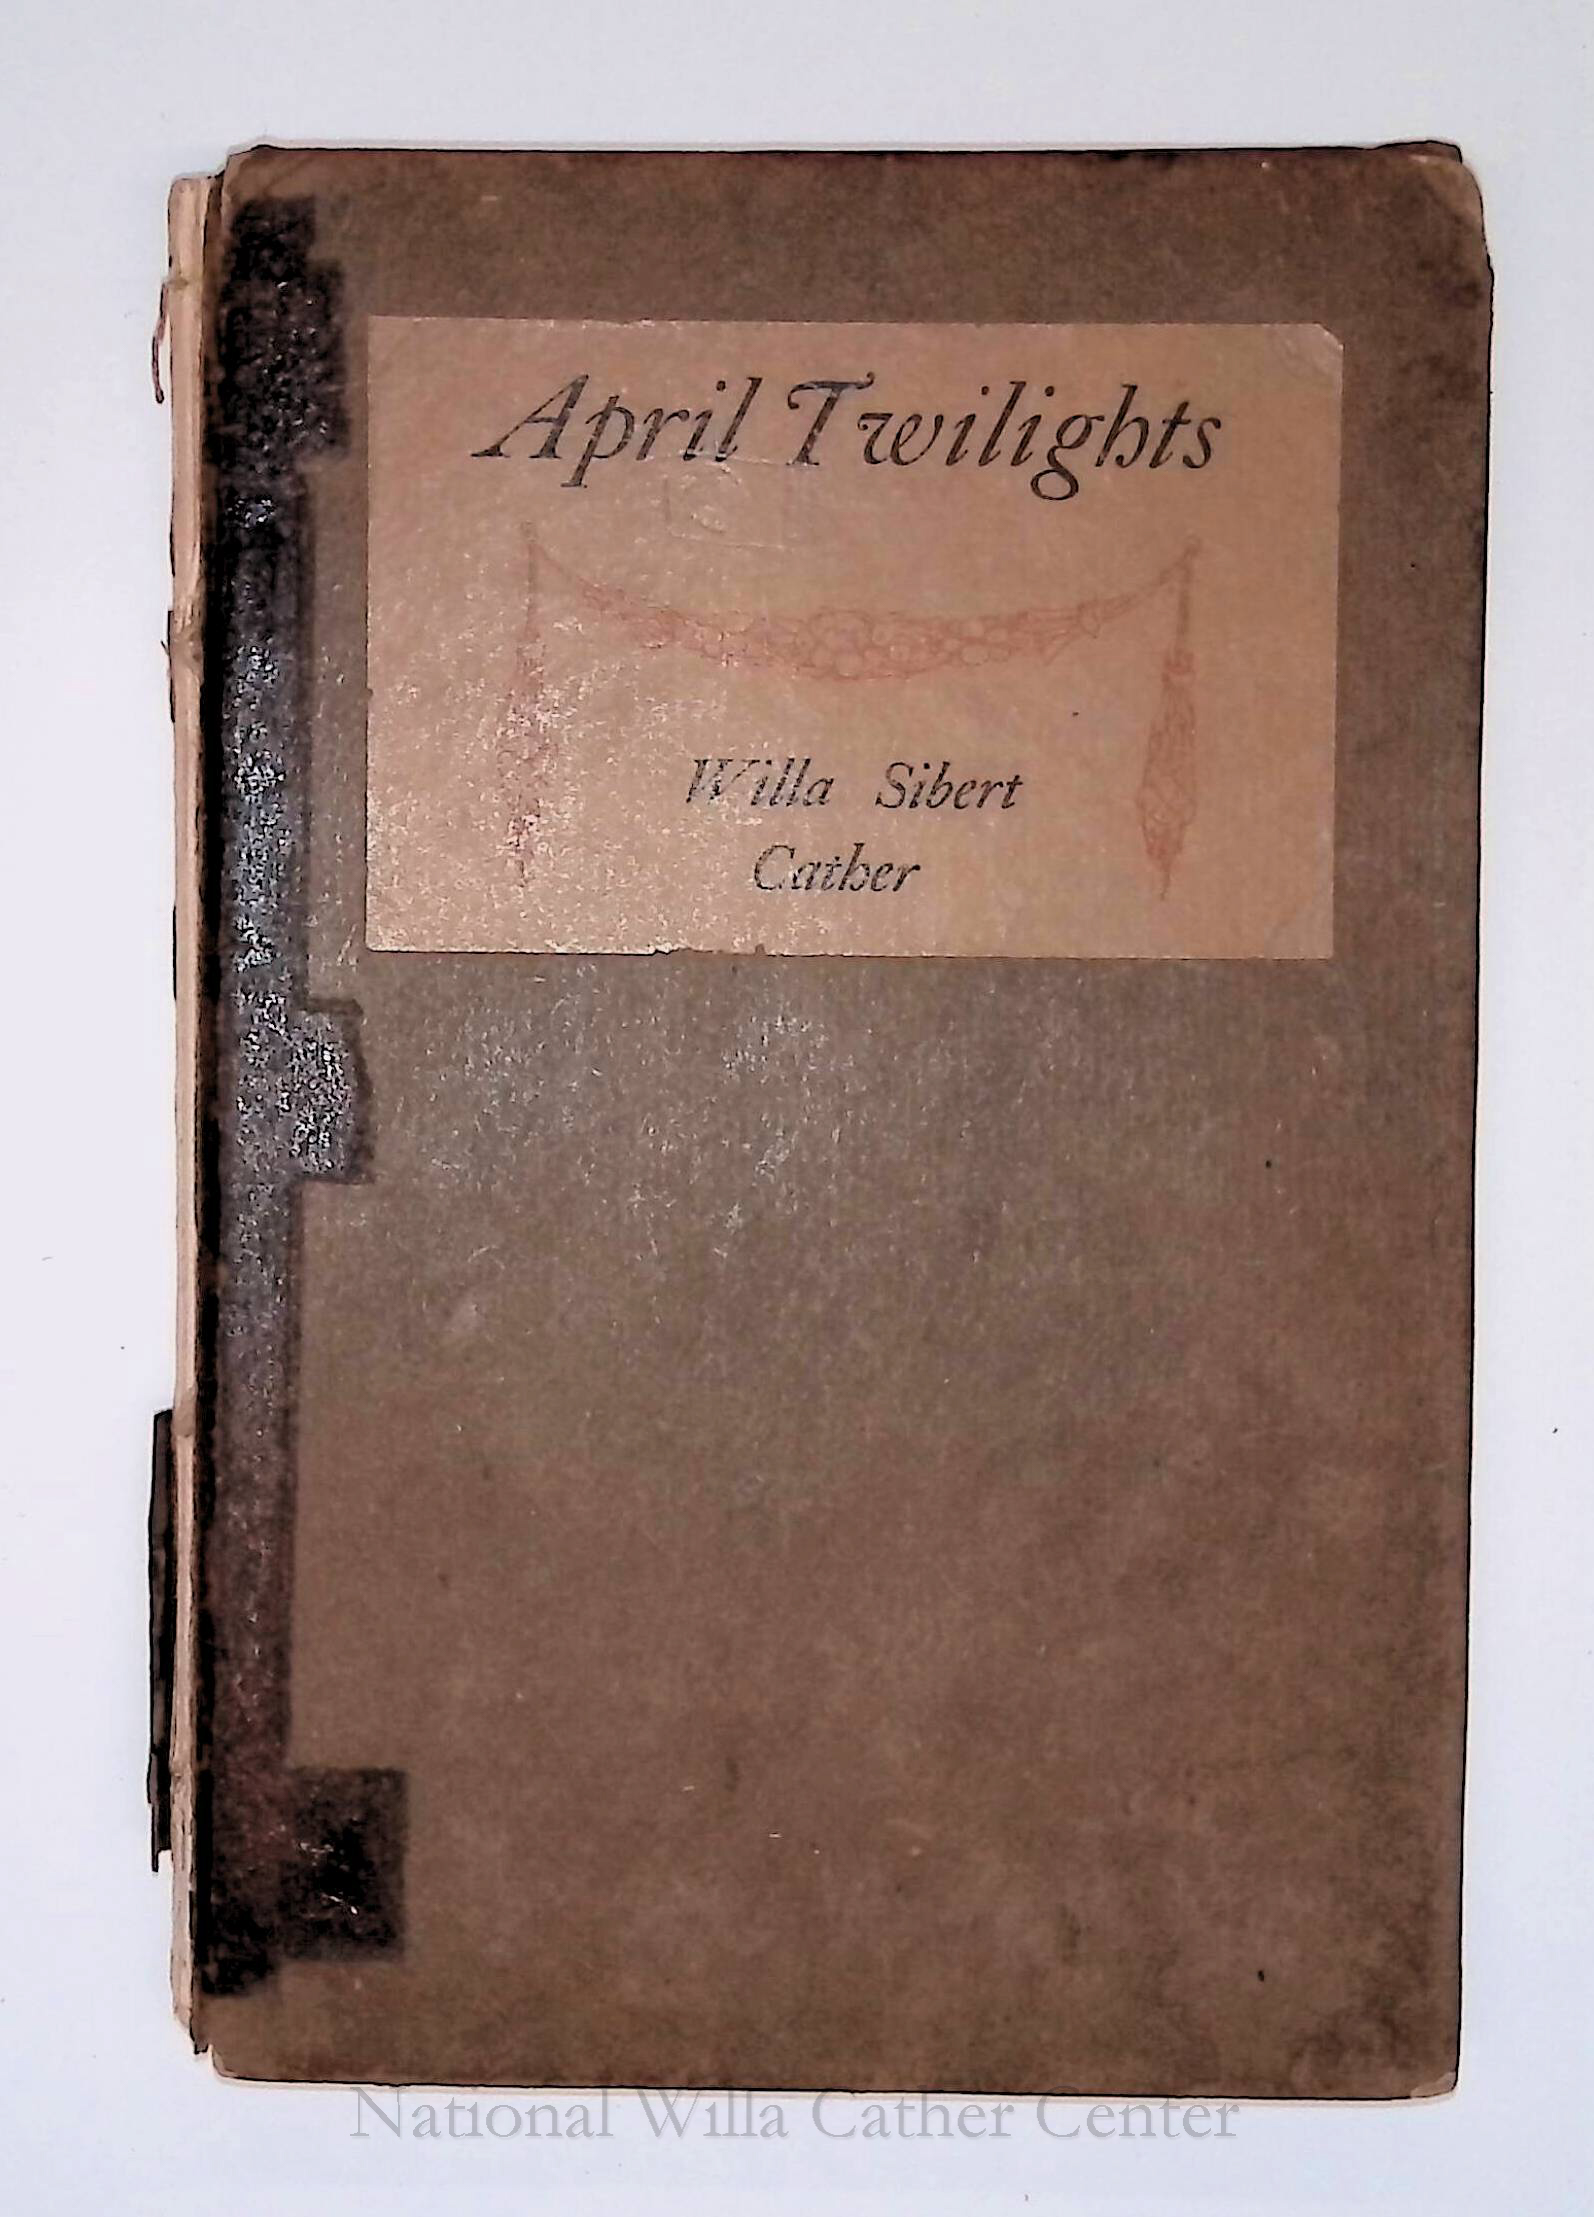 April Twilights
Willa Sibert
Cather
National Willa Cather Center